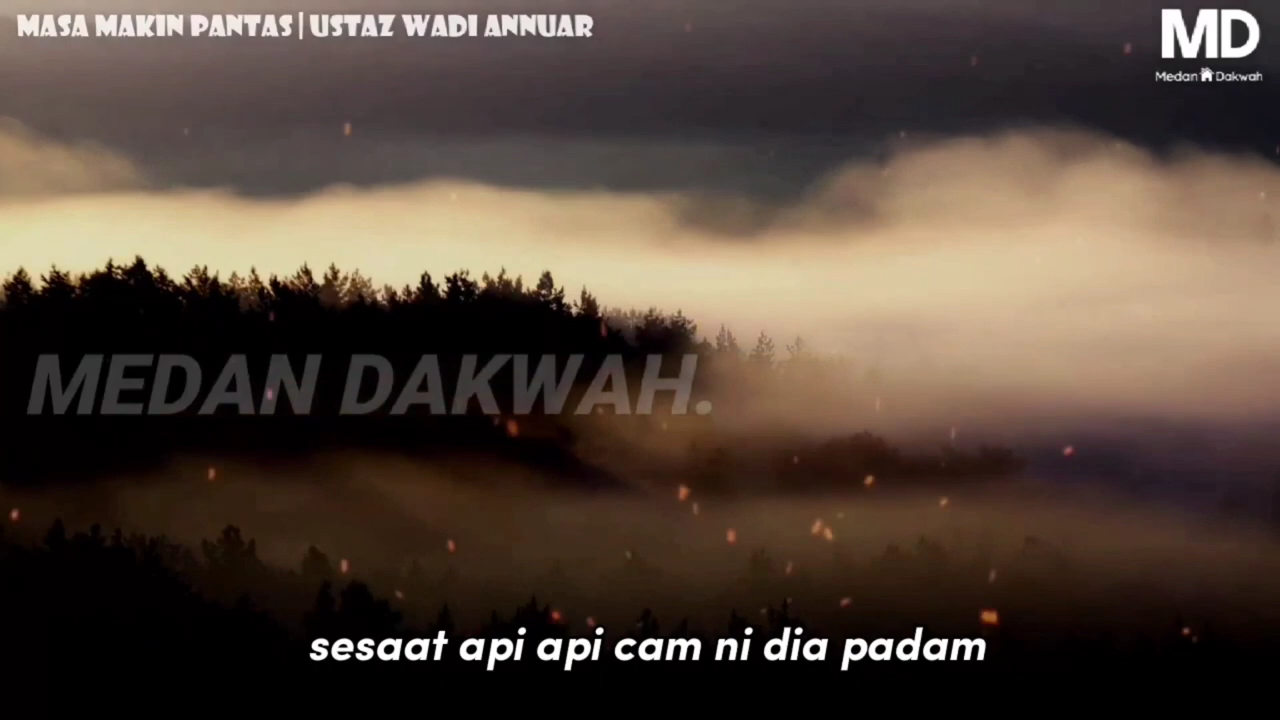 MASA MAKIN PANTAS | USTAZ WADI ANNUAR
MD
Medan Dakwah
MEDAN DAKWAH.
sesaat api api cam ni dia padam